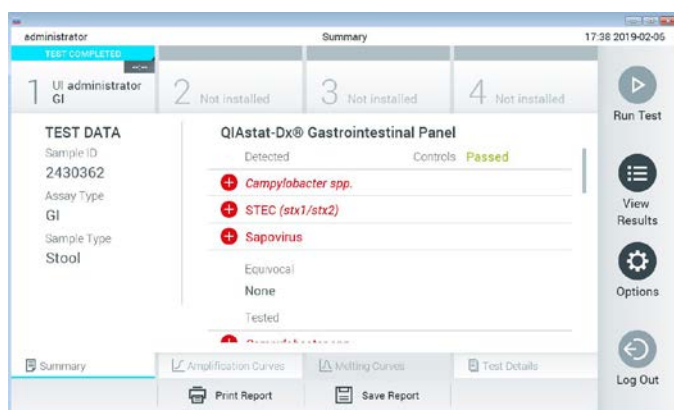 administrator Summary 17:38 2019-02-06
TEST COMPLETED
1 UI administrator GI
2 Not installed
3 Not installed
4 Not installed
Run Test
TEST DATA
Sample ID
2430362
Assay Type
GI
Sample Type
Stool
QIAstat-Dx® Gastrointestinal Panel
Detected Controls Passed
Campylobacter spp.
STEC (stx1/stx2)
Sapovirus
Equivocal
None
Tested
View Results
Options
Log Out
Summary Amplification Curves Melting Curves Test Details
Print Report Save Report